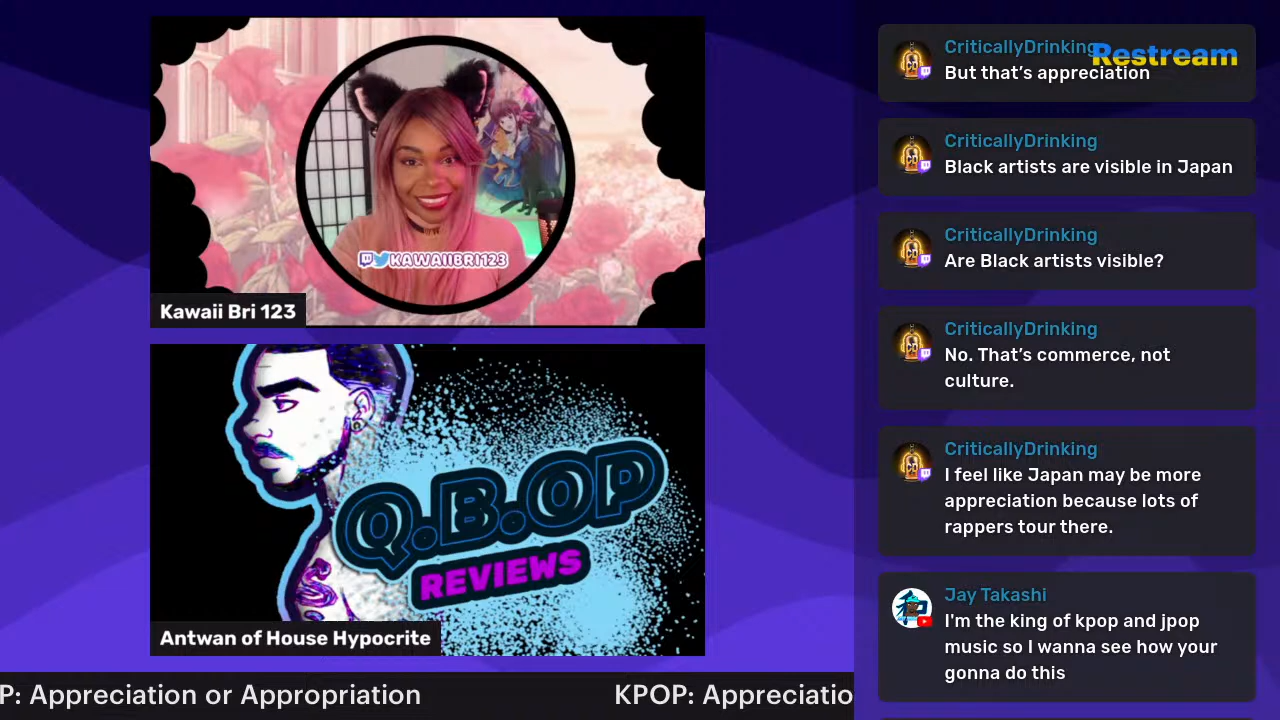 KAWAIIBRI123
Kawaii Bri 123
Q.B.OP
REVIEWS
Antwan of House Hypocrite
P: Appreciation or Appropriation
KPOP: Appreciatio
Restream
CriticallyDrinking
But that’s appreciation
CriticallyDrinking
Black artists are visible in Japan
CriticallyDrinking
Are Black artists visible?
CriticallyDrinking
No. That’s commerce, not
culture.
CriticallyDrinking
I feel like Japan may be more
appreciation because lots of
rappers tour there.
Jay Takashi
I'm the king of kpop and jpop
music so I wanna see how your
gonna do this